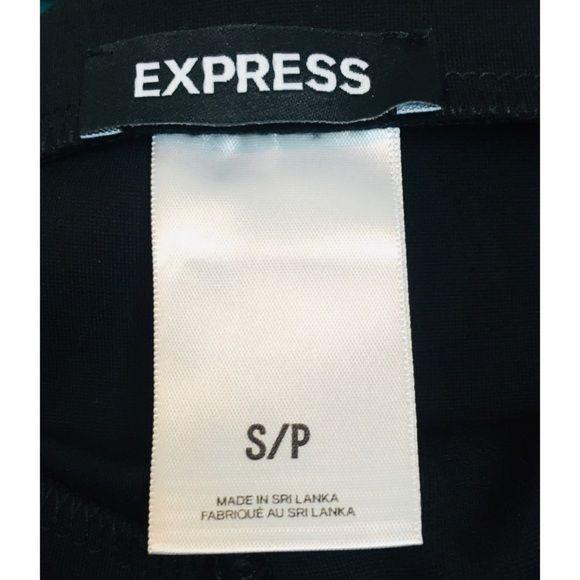 EXPRESS
S/P
MADE IN SRI LANKA
FABRIQUÉ AU SRI LANKA